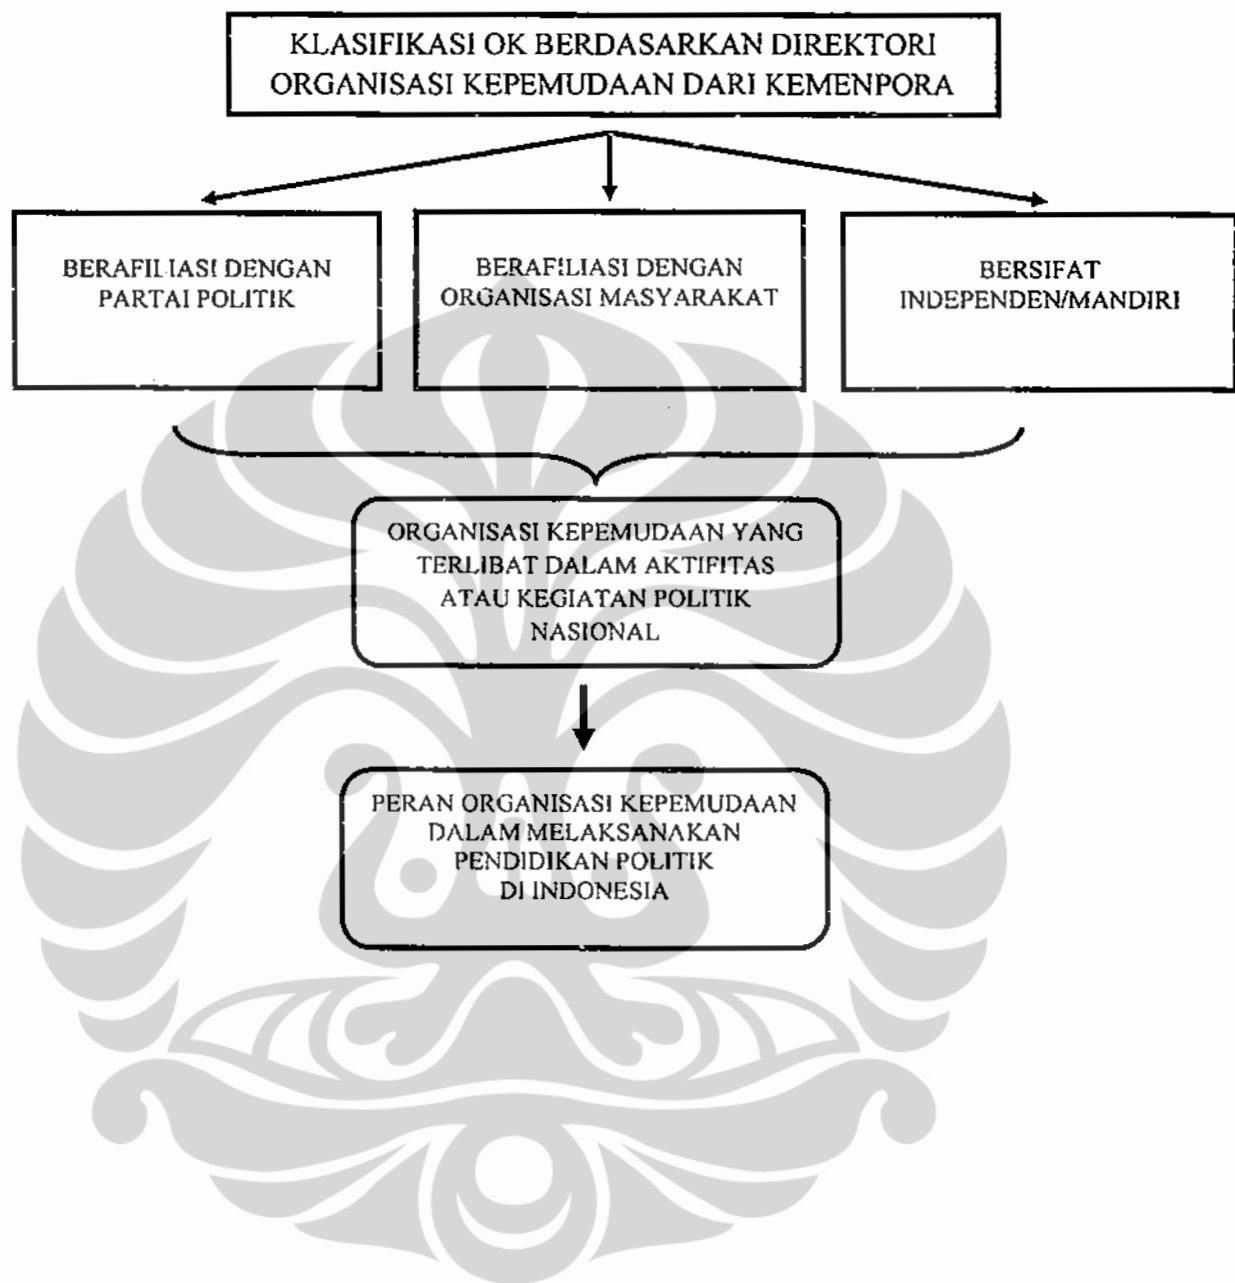 KLASIFIKASI OK BERDASARKAN DIREKTORI
ORGANISASI KEPEMUDAAN DARI KEMENPORA
BERAFILIASI DENGAN
PARTAI POLITIK
BERAFILIASI DENGAN
ORGANISASI MASYARAKAT
BERSIFAT
INDEPENDEN/MANDIRI
ORGANISASI KEPEMUDAAN YANG
TERLIBAT DALAM AKTIFITAS
ATAU KEGIATAN POLITIK
NASIONAL
PERAN ORGANISASI KEPEMUDAAN
DALAM MELAKSANAKAN
PENDIDIKAN POLITIK
DI INDONESIA